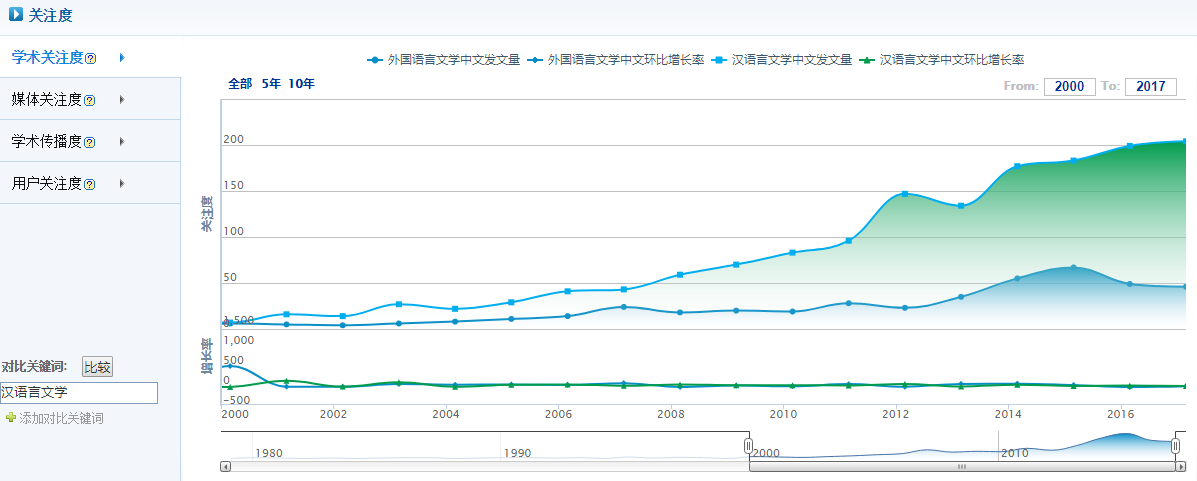 关注度
学术关注度
媒体关注度
学术传播度
用户关注度
对比关键词: 比较
汉语言文学
添加对比关键词
外国语言文学中文发文量 外国语言文学中文环比增长率 汉语言文学中文发文量 汉语言文学中文环比增长率
全部 5年 10年
From: 2000 To: 2017
关注度
200
150
100
50
0
增长率
1,500
1,000
500
0
-500
2000 2002 2004 2006 2008 2010 2012 2014 2016
1980 1990 2000 2010